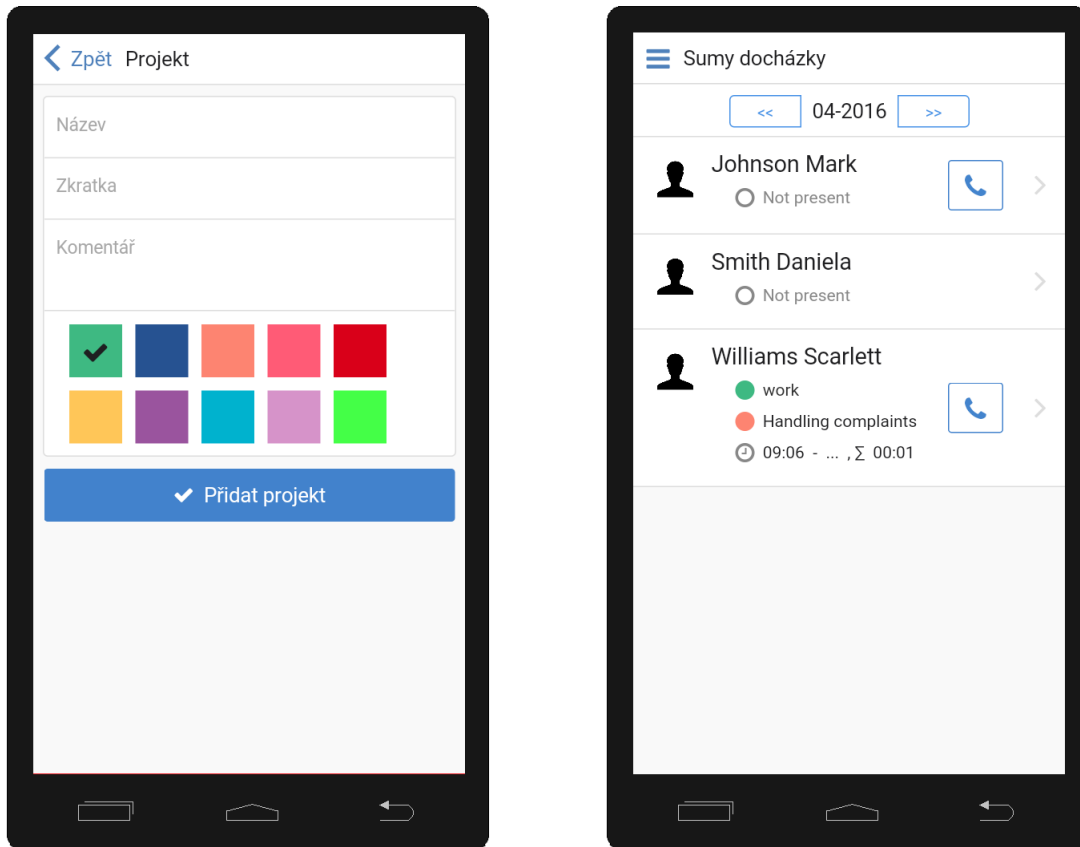 Zpět Projekt
Název
Zkratka
Komentář
Přidat projekt
Sumy docházky
<< 04-2016 >>
Johnson Mark
Not present
Smith Daniela
Not present
Williams Scarlett
work
Handling complaints
09:06 - ... , ∑ 00:01